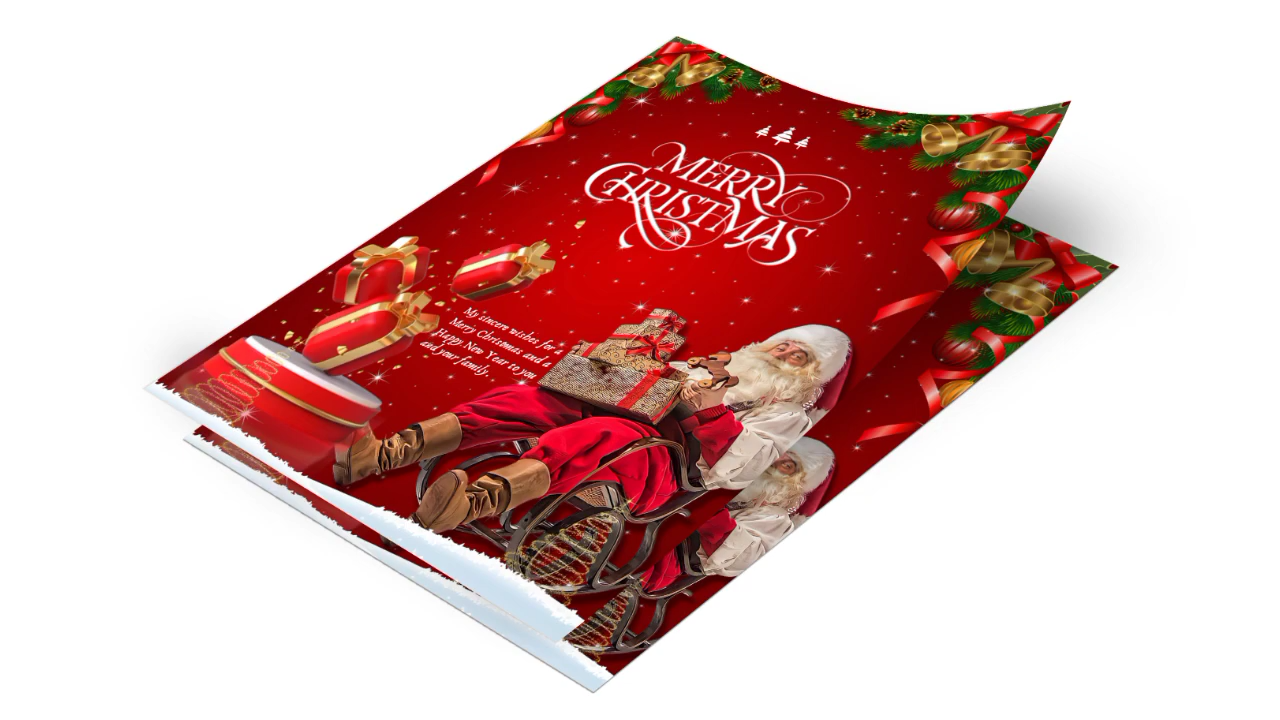 MERRY
CHRISTMAS
My sincere wishes for a
Merry Christmas and a
Happy New Year to you
and your family.